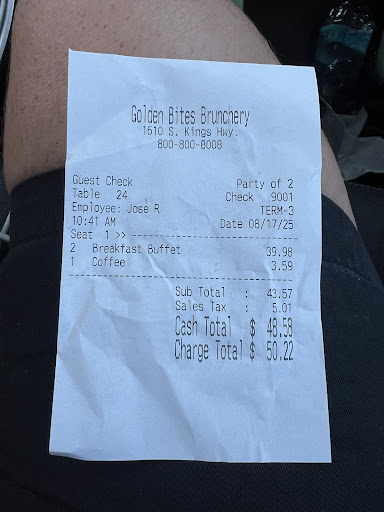 Golden Bites Brunchery
1610 S. Kings Hwy.
800-800-8008
Guest Check Party of 2
Table 24 Check 9001
Employee: Jose R TERM-3
10:41 AM Date 08/17/25
Seat 1 >> --------------------
2 Breakfast Buffet 39.98
1 Coffee 3.59
--------------------
Sub Total : 43.57
Sales Tax : 5.01
Cash Total $ 48.58
Charge Total $ 50.22